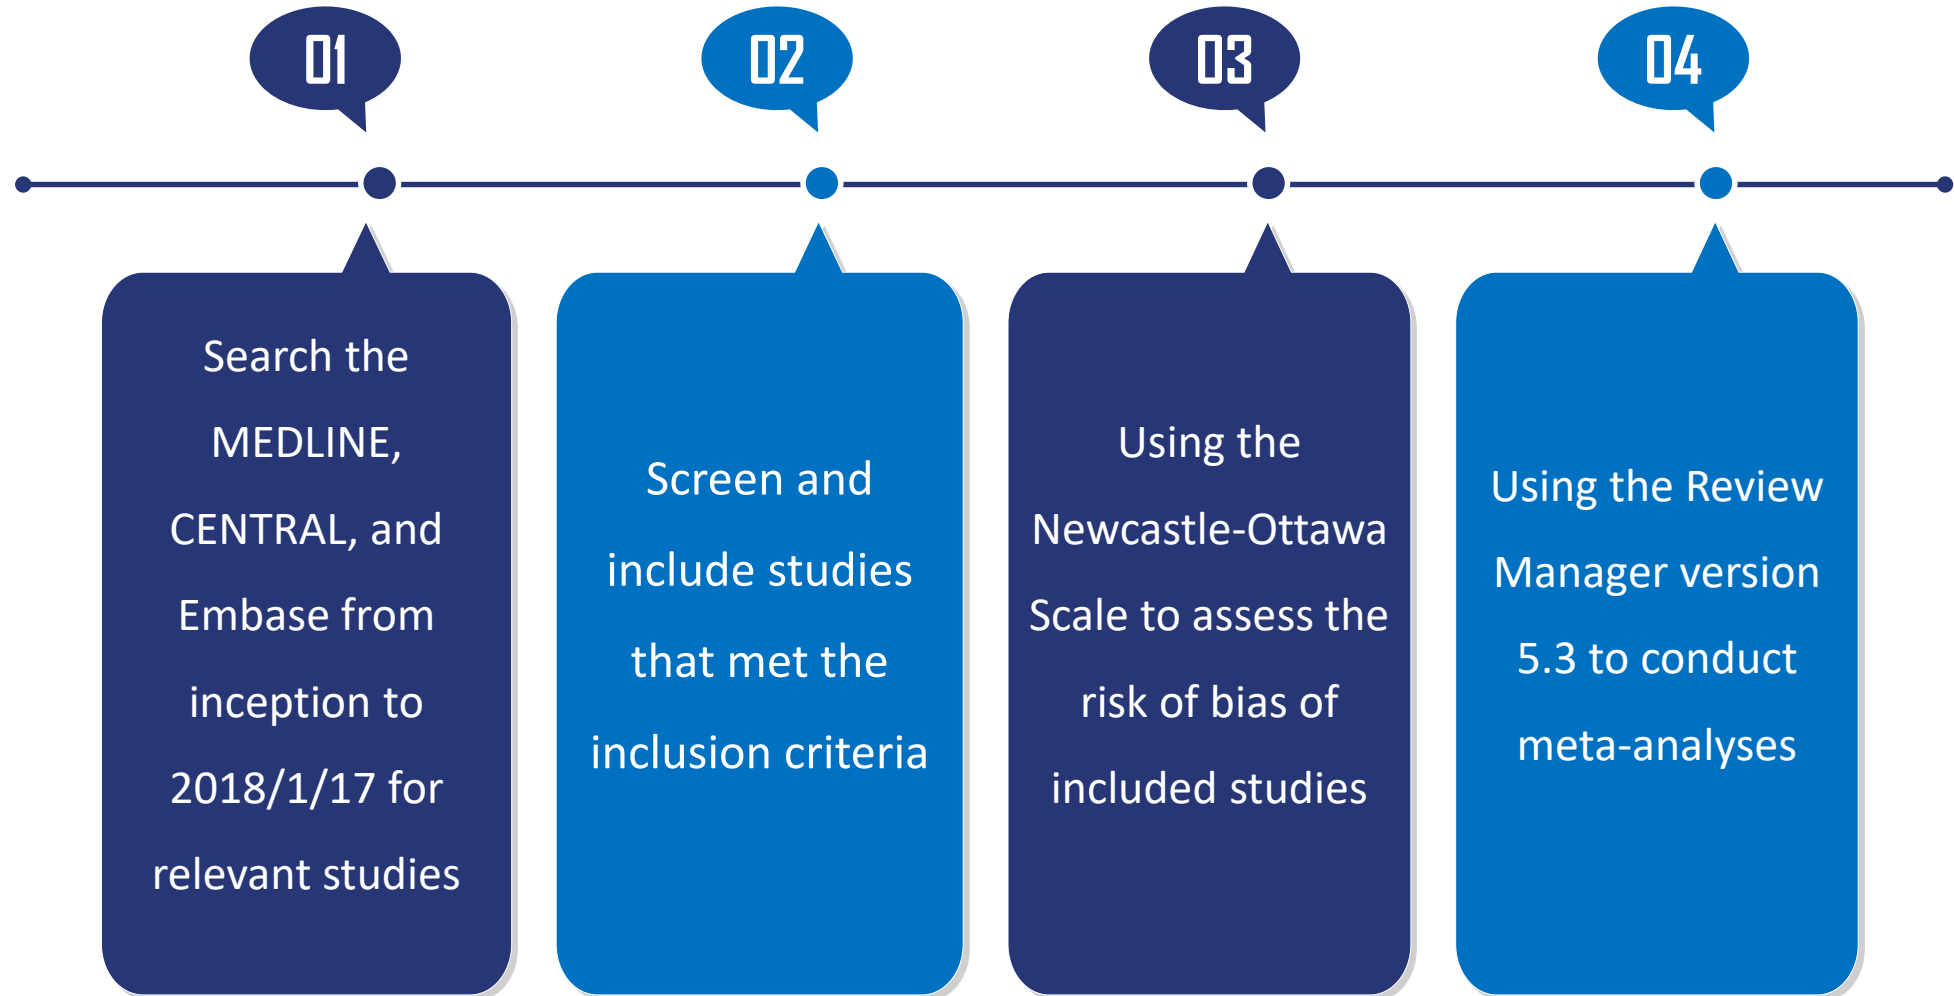 01
02
03
04
Search the
MEDLINE,
CENTRAL, and
Embase from
inception to
2018/1/17 for
relevant studies
Screen and
include studies
that met the
inclusion criteria
Using the
Newcastle-Ottawa
Scale to assess the
risk of bias of
included studies
Using the Review
Manager version
5.3 to conduct
meta-analyses